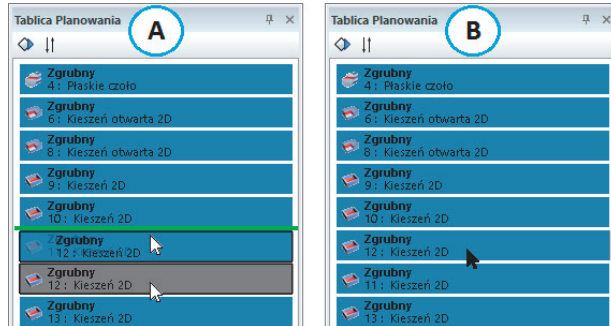 Tablica Planowania
A
Zgrubny
4 : Płaskie czoło
Zgrubny
6 : Kieszeń otwarta 2D
Zgrubny
8 : Kieszeń otwarta 2D
Zgrubny
9 : Kieszeń 2D
Zgrubny
10 : Kieszeń 2D
Zgrubny
12 : Kieszeń 2D
Zgrubny
12 : Kieszeń 2D
Zgrubny
13 : Kieszeń 2D
Tablica Planowania
B
Zgrubny
4 : Płaskie czoło
Zgrubny
6 : Kieszeń otwarta 2D
Zgrubny
8 : Kieszeń otwarta 2D
Zgrubny
9 : Kieszeń 2D
Zgrubny
10 : Kieszeń 2D
Zgrubny
12 : Kieszeń 2D
Zgrubny
11 : Kieszeń 2D
Zgrubny
13 : Kieszeń 2D